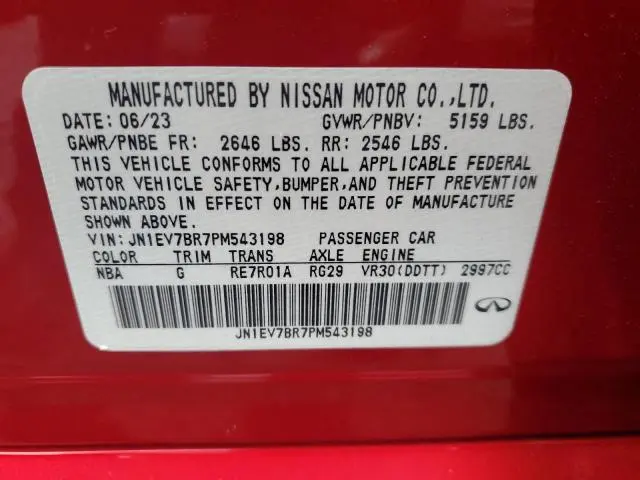 MANUFACTURED BY NISSAN MOTOR CO.,LTD.
DATE: 06/23 GVWR/PNBV: 5159 LBS.
GAWR/PNBE FR: 2646 LBS. RR: 2546 LBS.
THIS VEHICLE CONFORMS TO ALL APPLICABLE FEDERAL
MOTOR VEHICLE SAFETY,BUMPER,AND THEFT PREVENTION
STANDARDS IN EFFECT ON THE DATE OF MANUFACTURE
SHOWN ABOVE.
VIN:JN1EV7BR7PM543198 PASSENGER CAR
COLOR TRIM TRANS AXLE ENGINE
NBA G RE7R01A RG29 VR30(DDTT) 2997CC
JN1EV7BR7PM543198